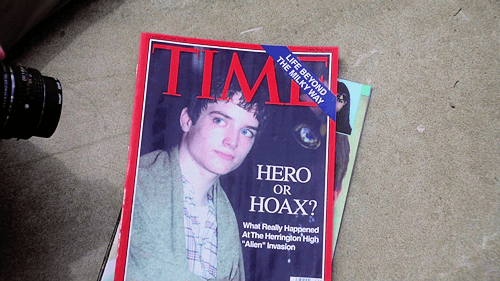 TIME
LIFE BEYOND
THE MILKY WAY
HERO
OR
HOAX?
What Really Happened
At The Herrington High
"Alien" Invasion